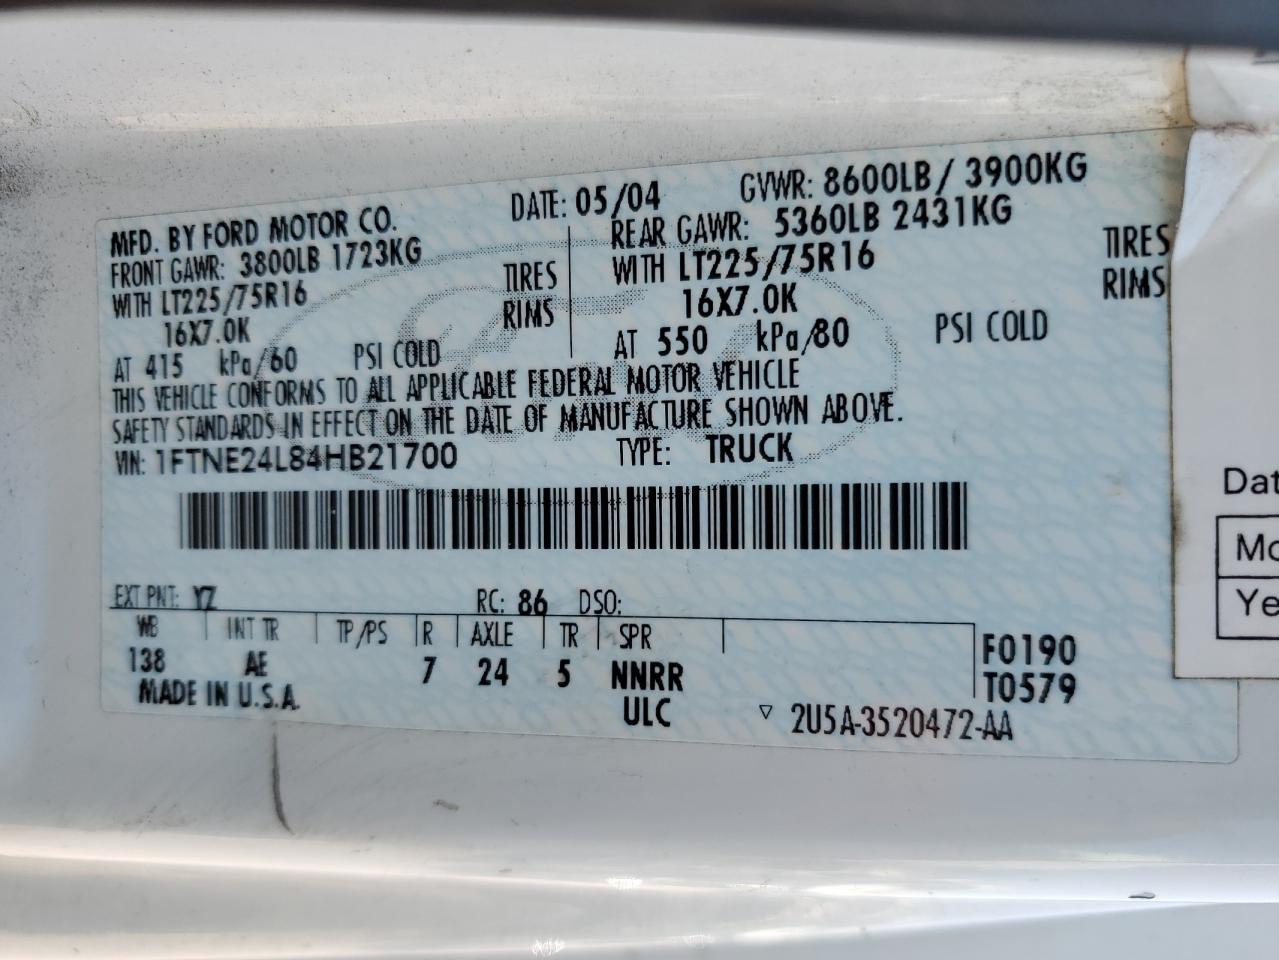 MFD. BY FORD MOTOR CO. DATE: 05/04 GVWR: 8600LB / 3900KG
FRONT GAWR: 3800LB 1723KG REAR GAWR: 5360LB 2431KG
WITH LT225/75R16 TIRES WITH LT225/75R16 TIRES
16X7.0K RIMS 16X7.0K RIMS
AT 415 kPa/60 PSI COLD AT 550 kPa/80 PSI COLD
THIS VEHICLE CONFORMS TO ALL APPLICABLE FEDERAL MOTOR VEHICLE
SAFETY STANDARDS IN EFFECT ON THE DATE OF MANUFACTURE SHOWN ABOVE.
VIN: 1FTNE24L84HB21700 TYPE: TRUCK
EXT PNT: YZ RC: 86 DSO:
WB INT TR TP/PS R AXLE TR SPR F0190
138 AE 7 24 5 NNRR T0579
MADE IN U.S.A. ULC ▽ 2U5A-3520472-AA
Dat
Mo
Ye